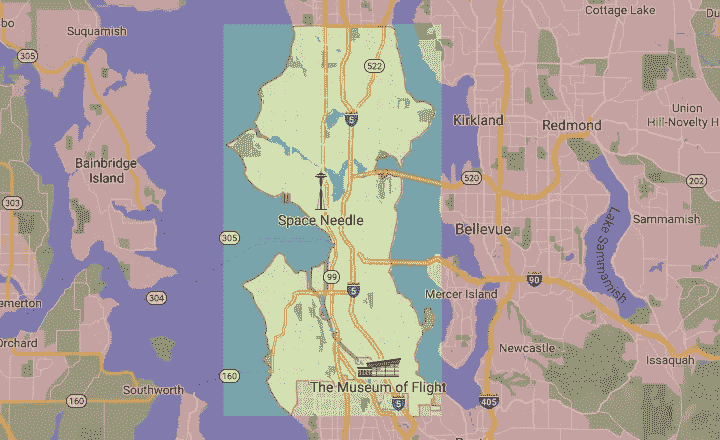 Cottage Lake
bo
Suquamish
Du
305
522
Union
Hill-Novelty H
5
Kirkland
Redmond
Bainbridge
Island
520
202
303
Space Needle
Sammamish
305
Bellevue
Lake Sammamish
99
90
304
5
Mercer Island
emerton
Orchard
Newcastle
Issaquah
160
Southworth
The Museum of Flight
160
5
405